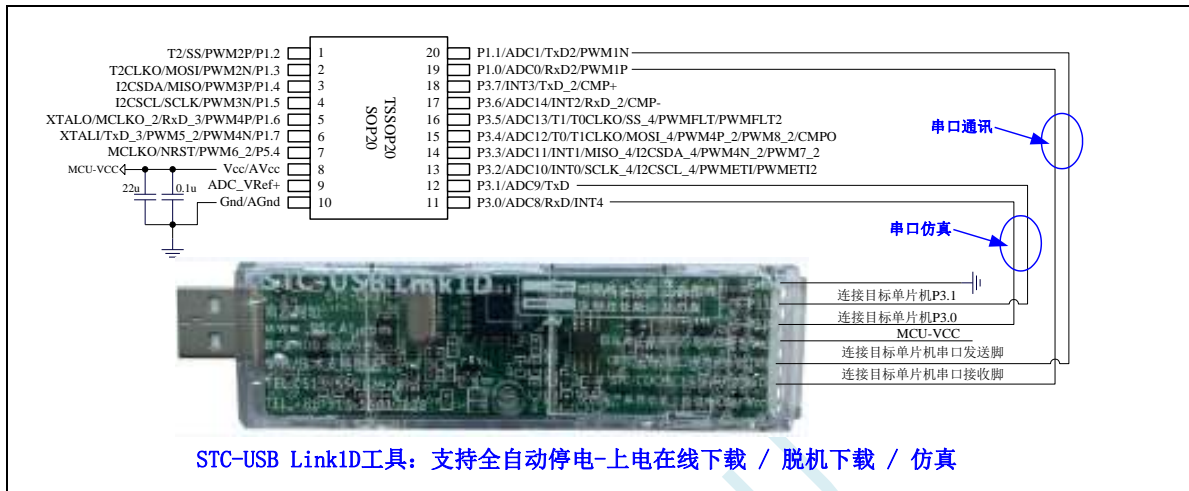 T2/SS/PWM2P/P1.2
T2CLKO/MOSI/PWM2N/P1.3
I2CSDA/MISO/PWM3P/P1.4
I2CSCL/SCLK/PWM3N/P1.5
XTALO/MCLKO_2/RxD_3/PWM4P/P1.6
XTALI/TxD_3/PWM5_2/PWM4N/P1.7
MCLKO/NRST/PWM6_2/P5.4
MCU-VCC
Vcc/AVcc
22u
0.1u
ADC_VRef+
Gnd/AGnd
1
2
3
4
5
6
7
8
9
10
TSSOP20
SOP20
20
19
18
17
16
15
14
13
12
11
P1.1/ADC1/TxD2/PWM1N
P1.0/ADC0/RxD2/PWM1P
P3.7/INT3/TxD_2/CMP+
P3.6/ADC14/INT2/RxD_2/CMP-
P3.5/ADC13/T1/T0CLKO/SS_4/PWMFLT/PWMFLT2
P3.4/ADC12/T0/T1CLKO/MOSI_4/PWM4P_2/PWM8_2/CMPO
P3.3/ADC11/INT1/MISO_4/I2CSDA_4/PWM4N_2/PWM7_2
P3.2/ADC10/INT0/SCLK_4/I2CSCL_4/PWMETI/PWMETI2
P3.1/ADC9/TxD
P3.0/ADC8/RxD/INT4
串口通讯
串口仿真
STC-USB Link1D
连接目标单片机P3.1
连接目标单片机P3.0
MCU-VCC
连接目标单片机串口发送脚
连接目标单片机串口接收脚
STC-USB Link1D工具：支持全自动停电-上电在线下载 / 脱机下载 / 仿真